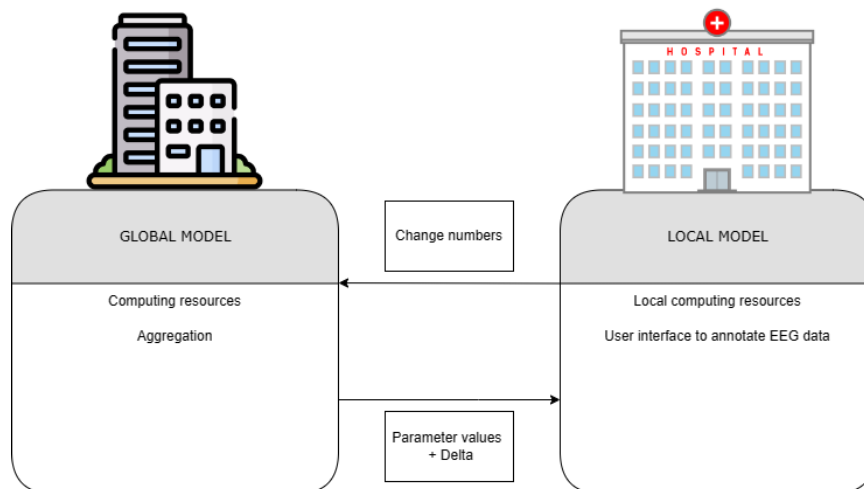 HOSPITAL
GLOBAL MODEL
Change numbers
LOCAL MODEL
Computing resources
Aggregation
Local computing resources
User interface to annotate EEG data
Parameter values
+ Delta